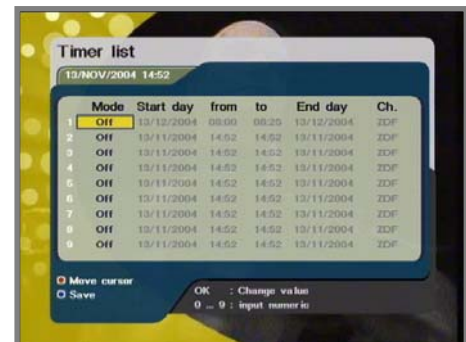 Timer list
13/NOV/2004 14:52
Mode Start day from to End day Ch.
1 Off 13/12/2004 08:00 08:25 13/12/2004 ZDF
2 Off 13/11/2004 14:52 14:52 13/11/2004 ZDF
3 Off 13/11/2004 14:52 14:52 13/11/2004 ZDF
4 Off 13/11/2004 14:52 14:52 13/11/2004 ZDF
5 Off 13/11/2004 14:52 14:52 13/11/2004 ZDF
6 Off 13/11/2004 14:52 14:52 13/11/2004 ZDF
7 Off 13/11/2004 14:52 14:52 13/11/2004 ZDF
8 Off 13/11/2004 14:52 14:52 13/11/2004 ZDF
9 Off 13/11/2004 14:52 14:52 13/11/2004 ZDF
Move cursor
Save
OK : Change value
0 ... 9 : input numeric